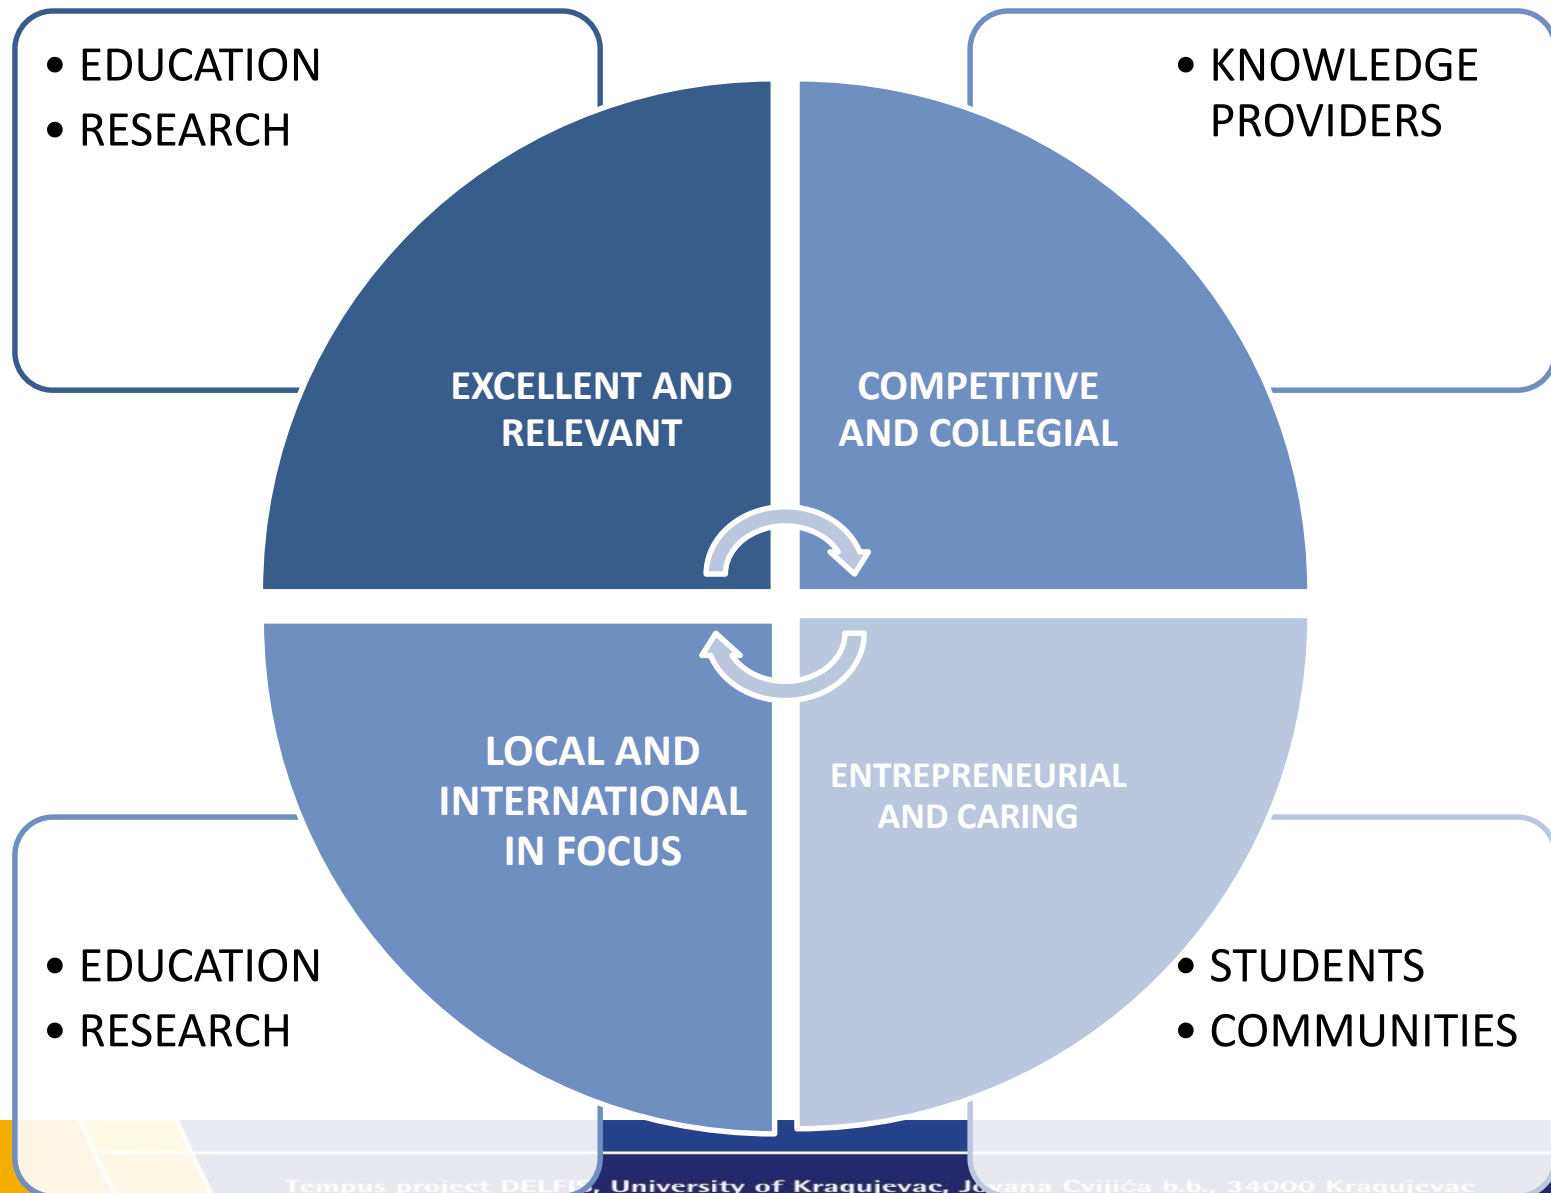 • EDUCATION
• RESEARCH
• KNOWLEDGE
PROVIDERS
EXCELLENT AND
RELEVANT
COMPETITIVE
AND COLLEGIAL
LOCAL AND
INTERNATIONAL
IN FOCUS
ENTREPRENEURIAL
AND CARING
• EDUCATION
• RESEARCH
• STUDENTS
• COMMUNITIES
Tempus project DELFIS, University of Kragujevac, Jovana Cvijića b.b., 34000 Kragujevac